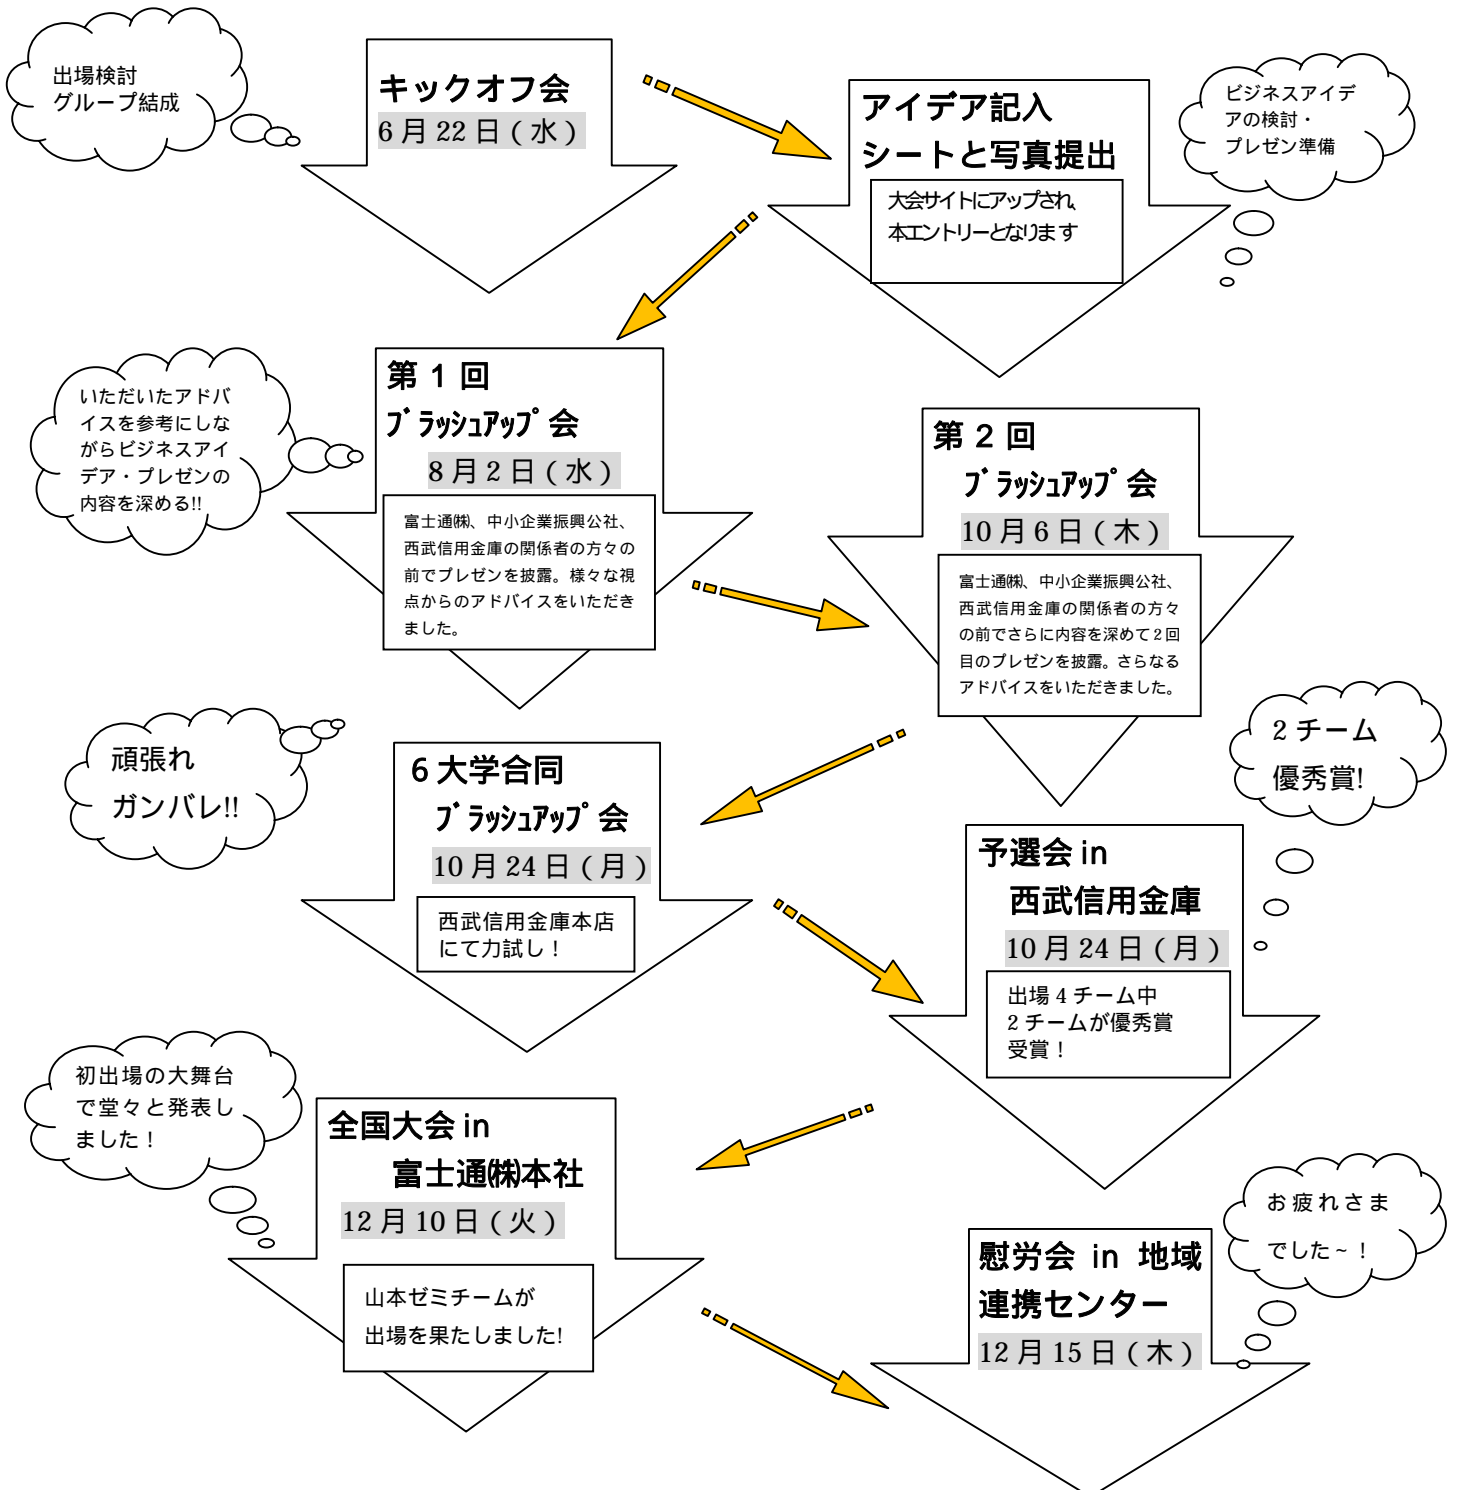 出場検討
グループ結成
キックオフ会
6月22日(水)
アイデア記入
シートと写真提出
大会サイトにアップされ、
本エントリーとなります
ビジネスアイデ
アの検討・
プレゼン準備
いただいたアドバ
イスを参考にしな
がらビジネスアイ
デア・プレゼンの
内容を深める!!
第1回
ブラッシュアップ会
8月2日(水)
富士通㈱、中小企業振興公社、
西武信用金庫の関係者の方々の
前でプレゼンを披露。様々な視
点からのアドバイスをいただき
ました。
第2回
ブラッシュアップ会
10月6日(木)
富士通㈱、中小企業振興公社、
西武信用金庫の関係者の方々
の前でさらに内容を深めて2回
目のプレゼンを披露。さらなる
アドバイスをいただきました。
頑張れ
ガンバレ!!
6大学合同
ブラッシュアップ会
10月24日(月)
西武信用金庫本店
にて力試し!
2チーム
優秀賞!
予選会in
西武信用金庫
10月24日(月)
出場4チーム中
2チームが優秀賞
受賞!
初出場の大舞台
で堂々と発表し
ました!
全国大会in
富士通㈱本社
12月10日(火)
山本ゼミチームが
出場を果たしました!
お疲れさま
でした~!
慰労会 in 地域
連携センター
12月15日(木)